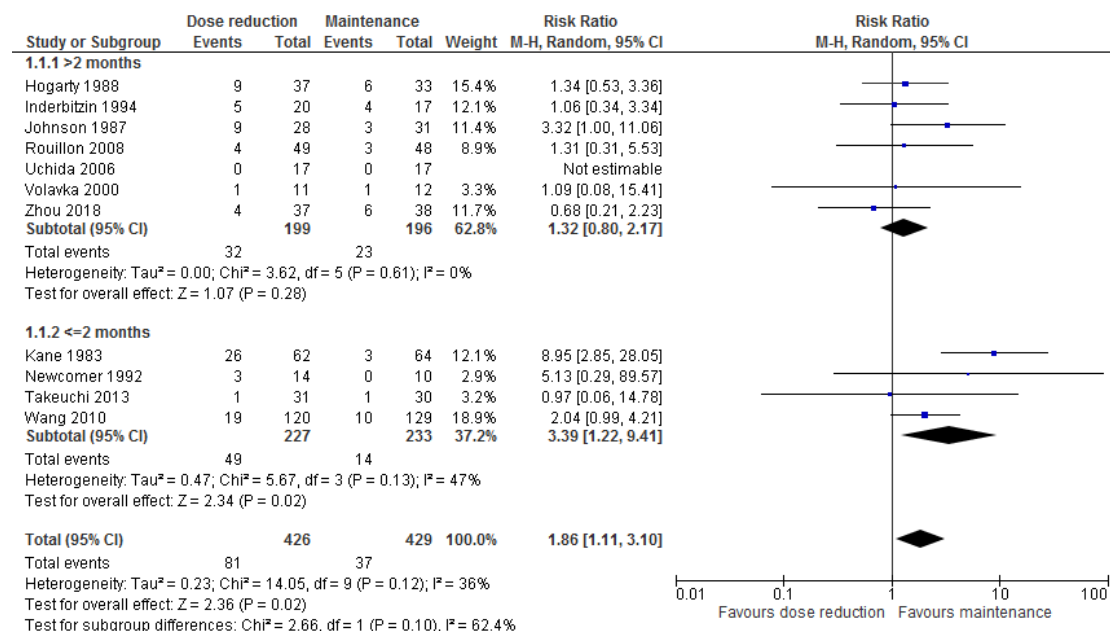 Dose reduction Maintenance Risk Ratio Risk Ratio
Study or Subgroup Events Total Events Total Weight M-H, Random, 95% CI M-H, Random, 95% CI
1.1.1 >2 months
Hogarty 1988 9 37 6 33 15.4% 1.34 [0.53, 3.36]
Inderbitzin 1994 5 20 4 17 12.1% 1.06 [0.34, 3.34]
Johnson 1987 9 28 3 31 11.4% 3.32 [1.00, 11.06]
Rouillon 2008 4 49 3 48 8.9% 1.31 [0.31, 5.53]
Uchida 2006 0 17 0 17 Not estimable
Volavka 2000 1 11 1 12 3.3% 1.09 [0.08, 15.41]
Zhou 2018 4 37 6 38 11.7% 0.68 [0.21, 2.23]
Subtotal (95% CI) 199 196 62.8% 1.32 [0.80, 2.17]
Total events 32 23
Heterogeneity: Tau² = 0.00; Chi² = 3.62, df = 5 (P = 0.61); I² = 0%
Test for overall effect: Z = 1.07 (P = 0.28)
1.1.2 <=2 months
Kane 1983 26 62 3 64 12.1% 8.95 [2.85, 28.05]
Newcomer 1992 3 14 0 10 2.9% 5.13 [0.29, 89.57]
Takeuchi 2013 1 31 1 30 3.2% 0.97 [0.06, 14.78]
Wang 2010 19 120 10 129 18.9% 2.04 [0.99, 4.21]
Subtotal (95% CI) 227 233 37.2% 3.39 [1.22, 9.41]
Total events 49 14
Heterogeneity: Tau² = 0.47; Chi² = 5.67, df = 3 (P = 0.13); I² = 47%
Test for overall effect: Z = 2.34 (P = 0.02)
Total (95% CI) 426 429 100.0% 1.86 [1.11, 3.10]
Total events 81 37
Heterogeneity: Tau² = 0.23; Chi² = 14.05, df = 9 (P = 0.12); I² = 36%
Test for overall effect: Z = 2.36 (P = 0.02)
Test for subgroup differences: Chi² = 2.66, df = 1 (P = 0.10), I² = 62.4%
0.01 0.1 1 10 100
Favours dose reduction Favours maintenance